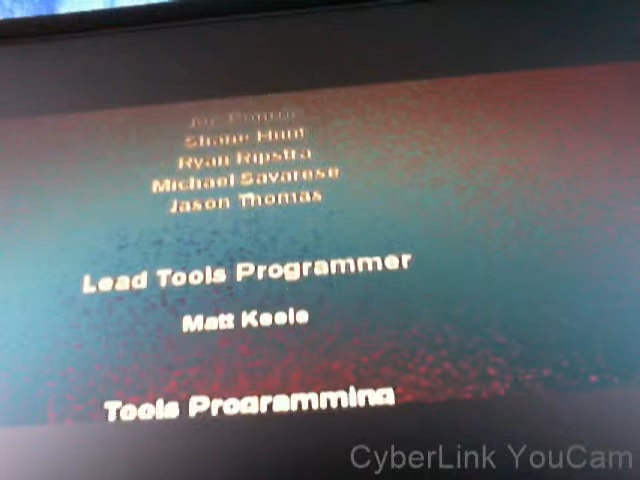 Shane Hunt
Ryan Ripstra
Michael Savarese
Jason Thomas
Lead Tools Programmer
Matt Keele
Tools Programming
CyberLink YouCam